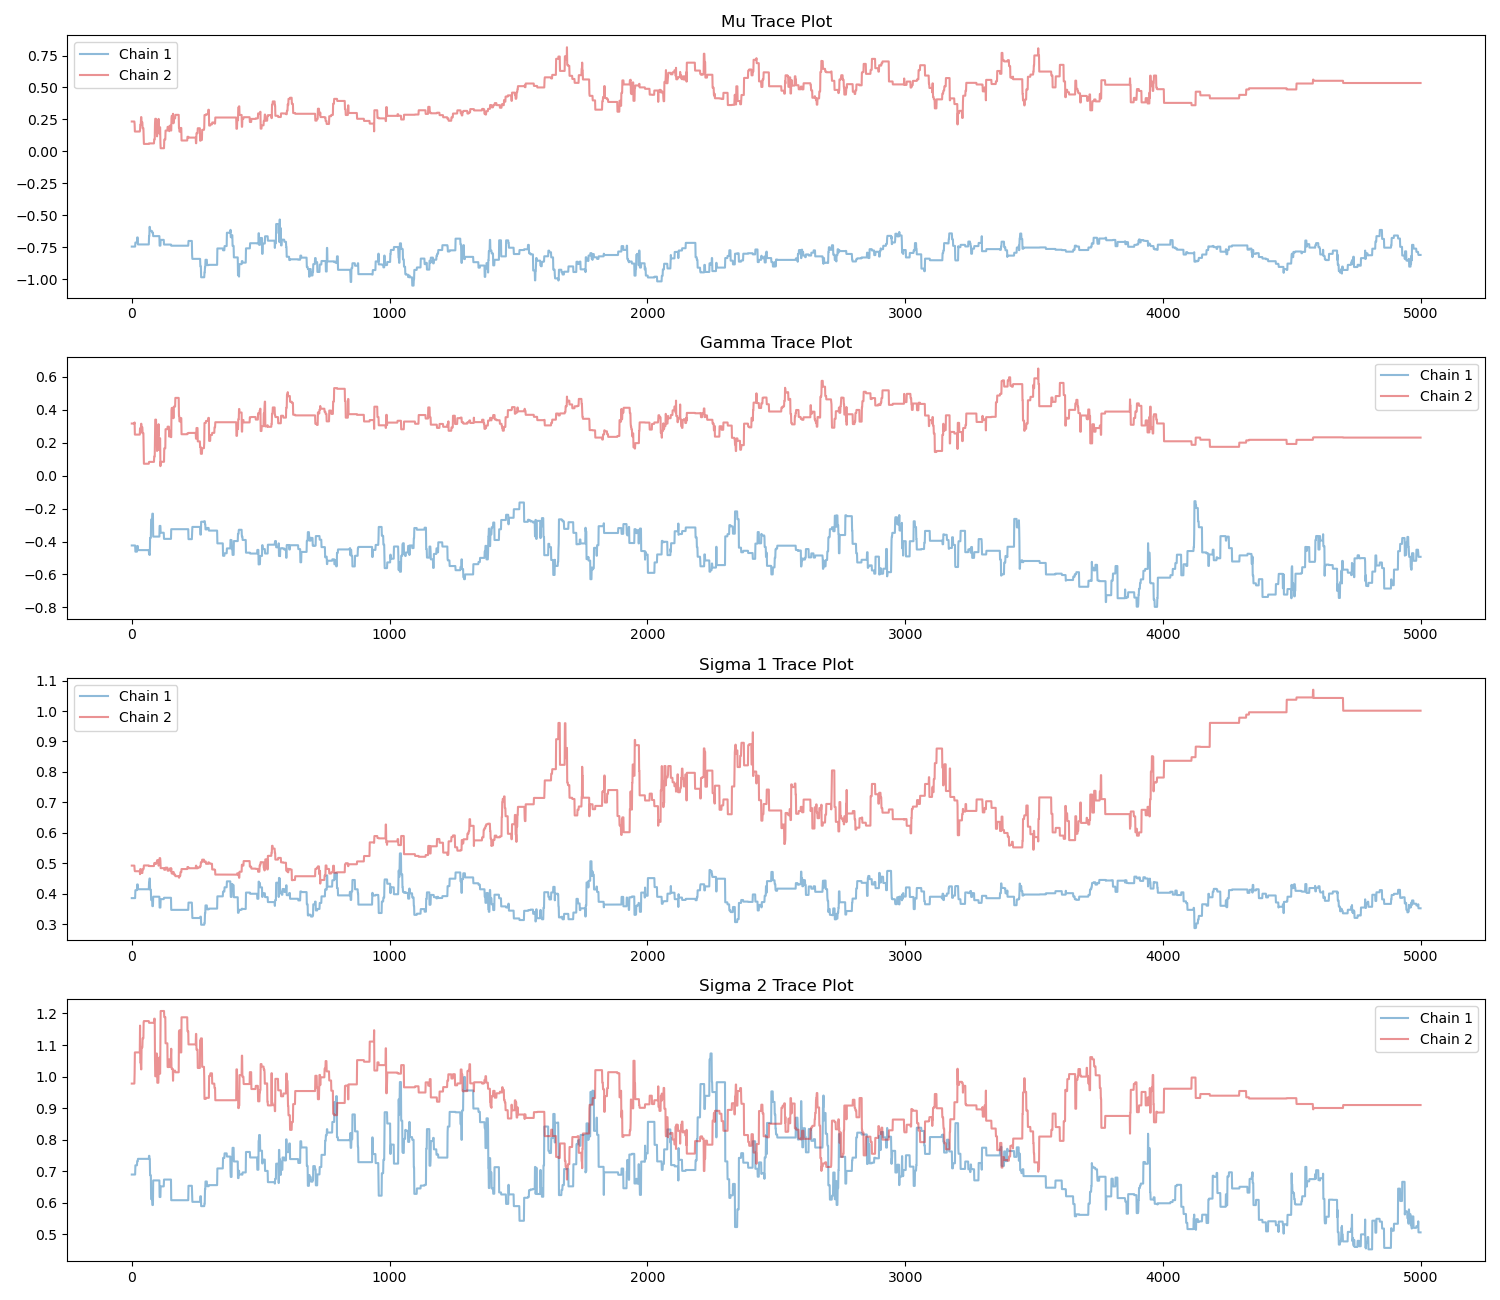 Mu Trace Plot
Chain 1
Chain 2
0.75
0.50
0.25
0.00
−0.25
−0.50
−0.75
−1.00
0 1000 2000 3000 4000 5000
Gamma Trace Plot
Chain 1
Chain 2
0.6
0.4
0.2
0.0
−0.2
−0.4
−0.6
−0.8
0 1000 2000 3000 4000 5000
Sigma 1 Trace Plot
Chain 1
Chain 2
1.1
1.0
0.9
0.8
0.7
0.6
0.5
0.4
0.3
0 1000 2000 3000 4000 5000
Sigma 2 Trace Plot
Chain 1
Chain 2
1.2
1.1
1.0
0.9
0.8
0.7
0.6
0.5
0 1000 2000 3000 4000 5000